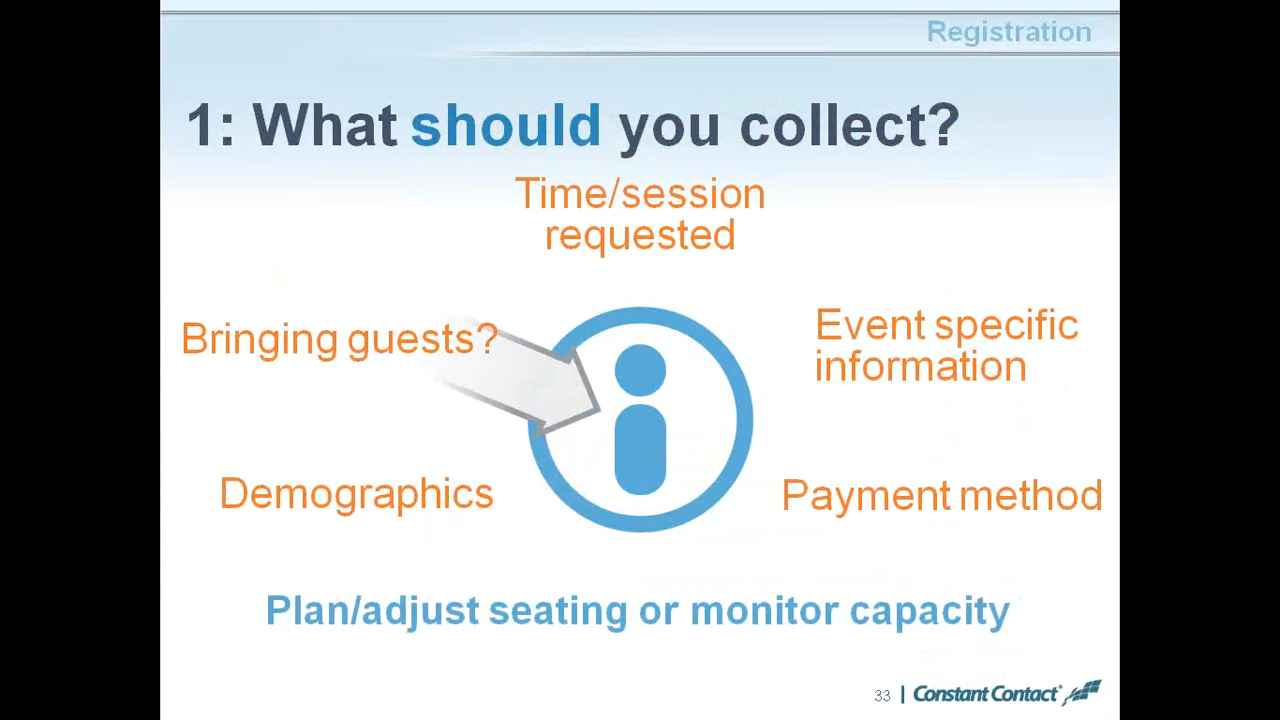 Registration
1: What should you collect?
Time/session
requested
Bringing guests?
Event specific
information
Demographics
Payment method
Plan/adjust seating or monitor capacity
33 | Constant Contact®